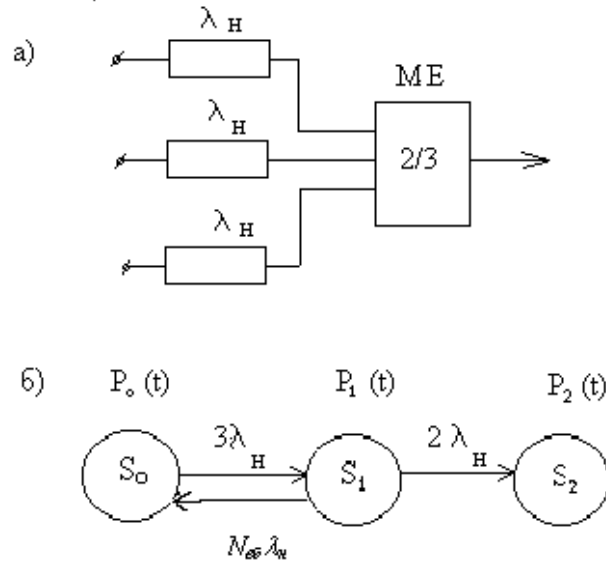 λ н
а)
МЕ
λ н
2/3
λ н
б) P₀ (t) P₁ (t) P₂ (t)
3λ н 2 λ н
S₀ S₁ S₂